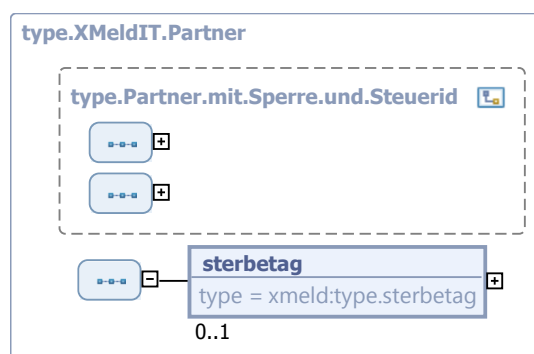 type.XMeldIT.Partner
type.Partner.mit.Sperre.und.Steuerid
sterbetag
type = xmeld:type.sterbetag
0..1